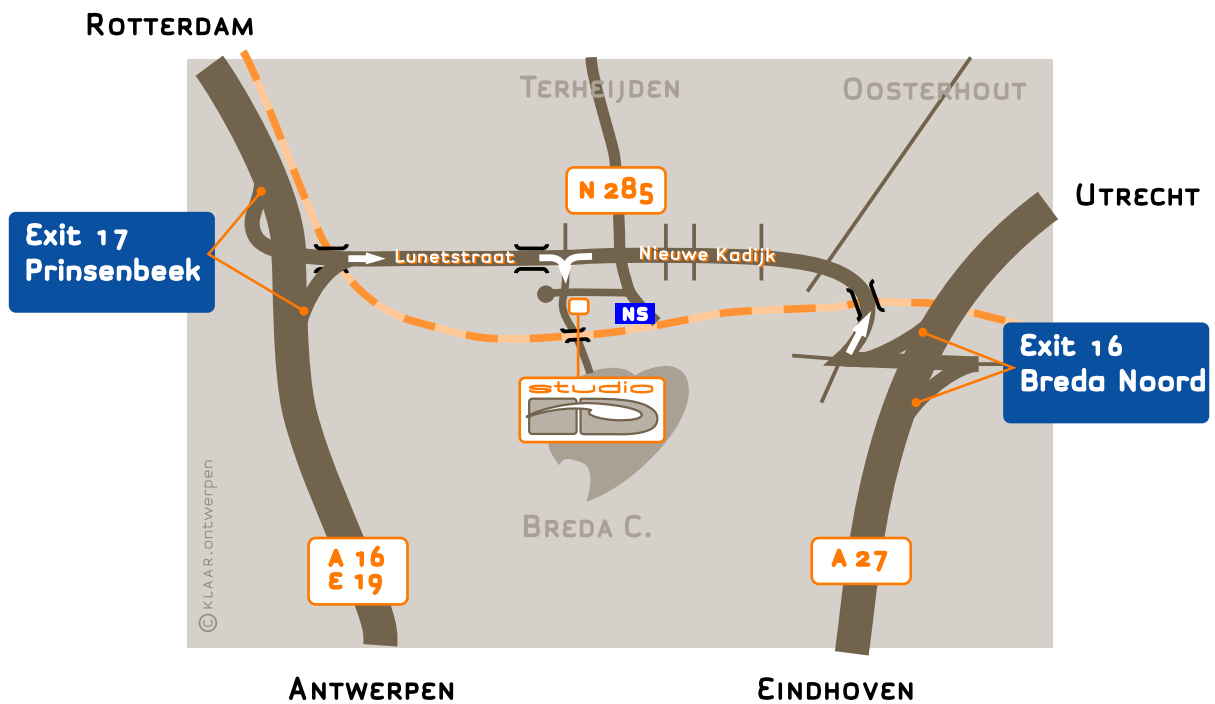 Rotterdam
Terheijden
Oosterhout
Utrecht
N 285
Exit 17
Prinsenbeek
Lunetstraat
Nieuwe Kadijk
NS
Exit 16
Breda Noord
studio
Breda C.
© KLAAR.ontwerpen
A 16
E 19
A 27
Antwerpen
Eindhoven